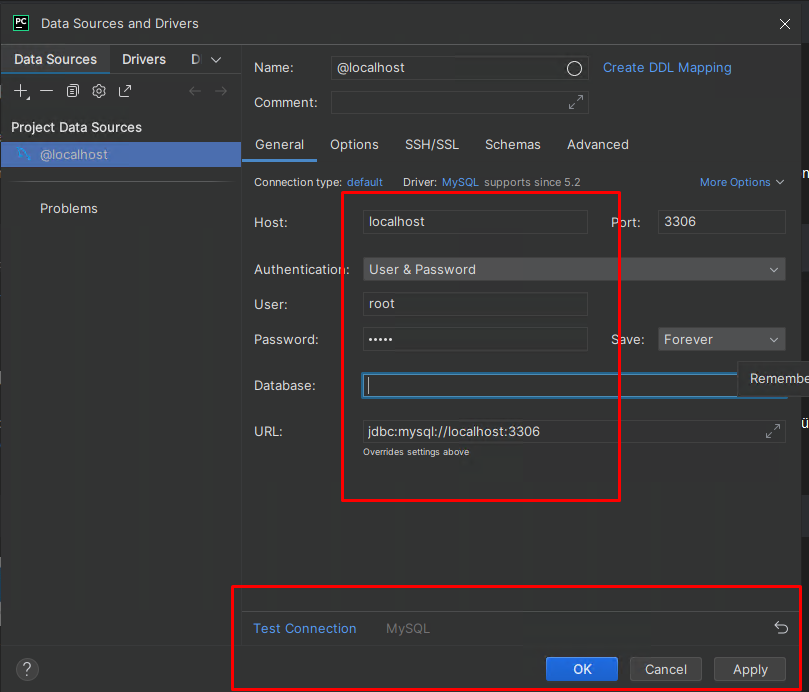 PC Data Sources and Drivers
Data Sources Drivers
Name: @localhost Create DDL Mapping
Comment:
Project Data Sources
@localhost
Problems
General Options SSH/SSL Schemas Advanced
Connection type: default Driver: MySQL supports since 5.2 More Options
Host: localhost Port: 3306
Authentication: User & Password
User: root
Password: ••••• Save: Forever
Database:
Remembe
URL: jdbc:mysql://localhost:3306
Overrides settings above
Test Connection MySQL
? OK Cancel Apply